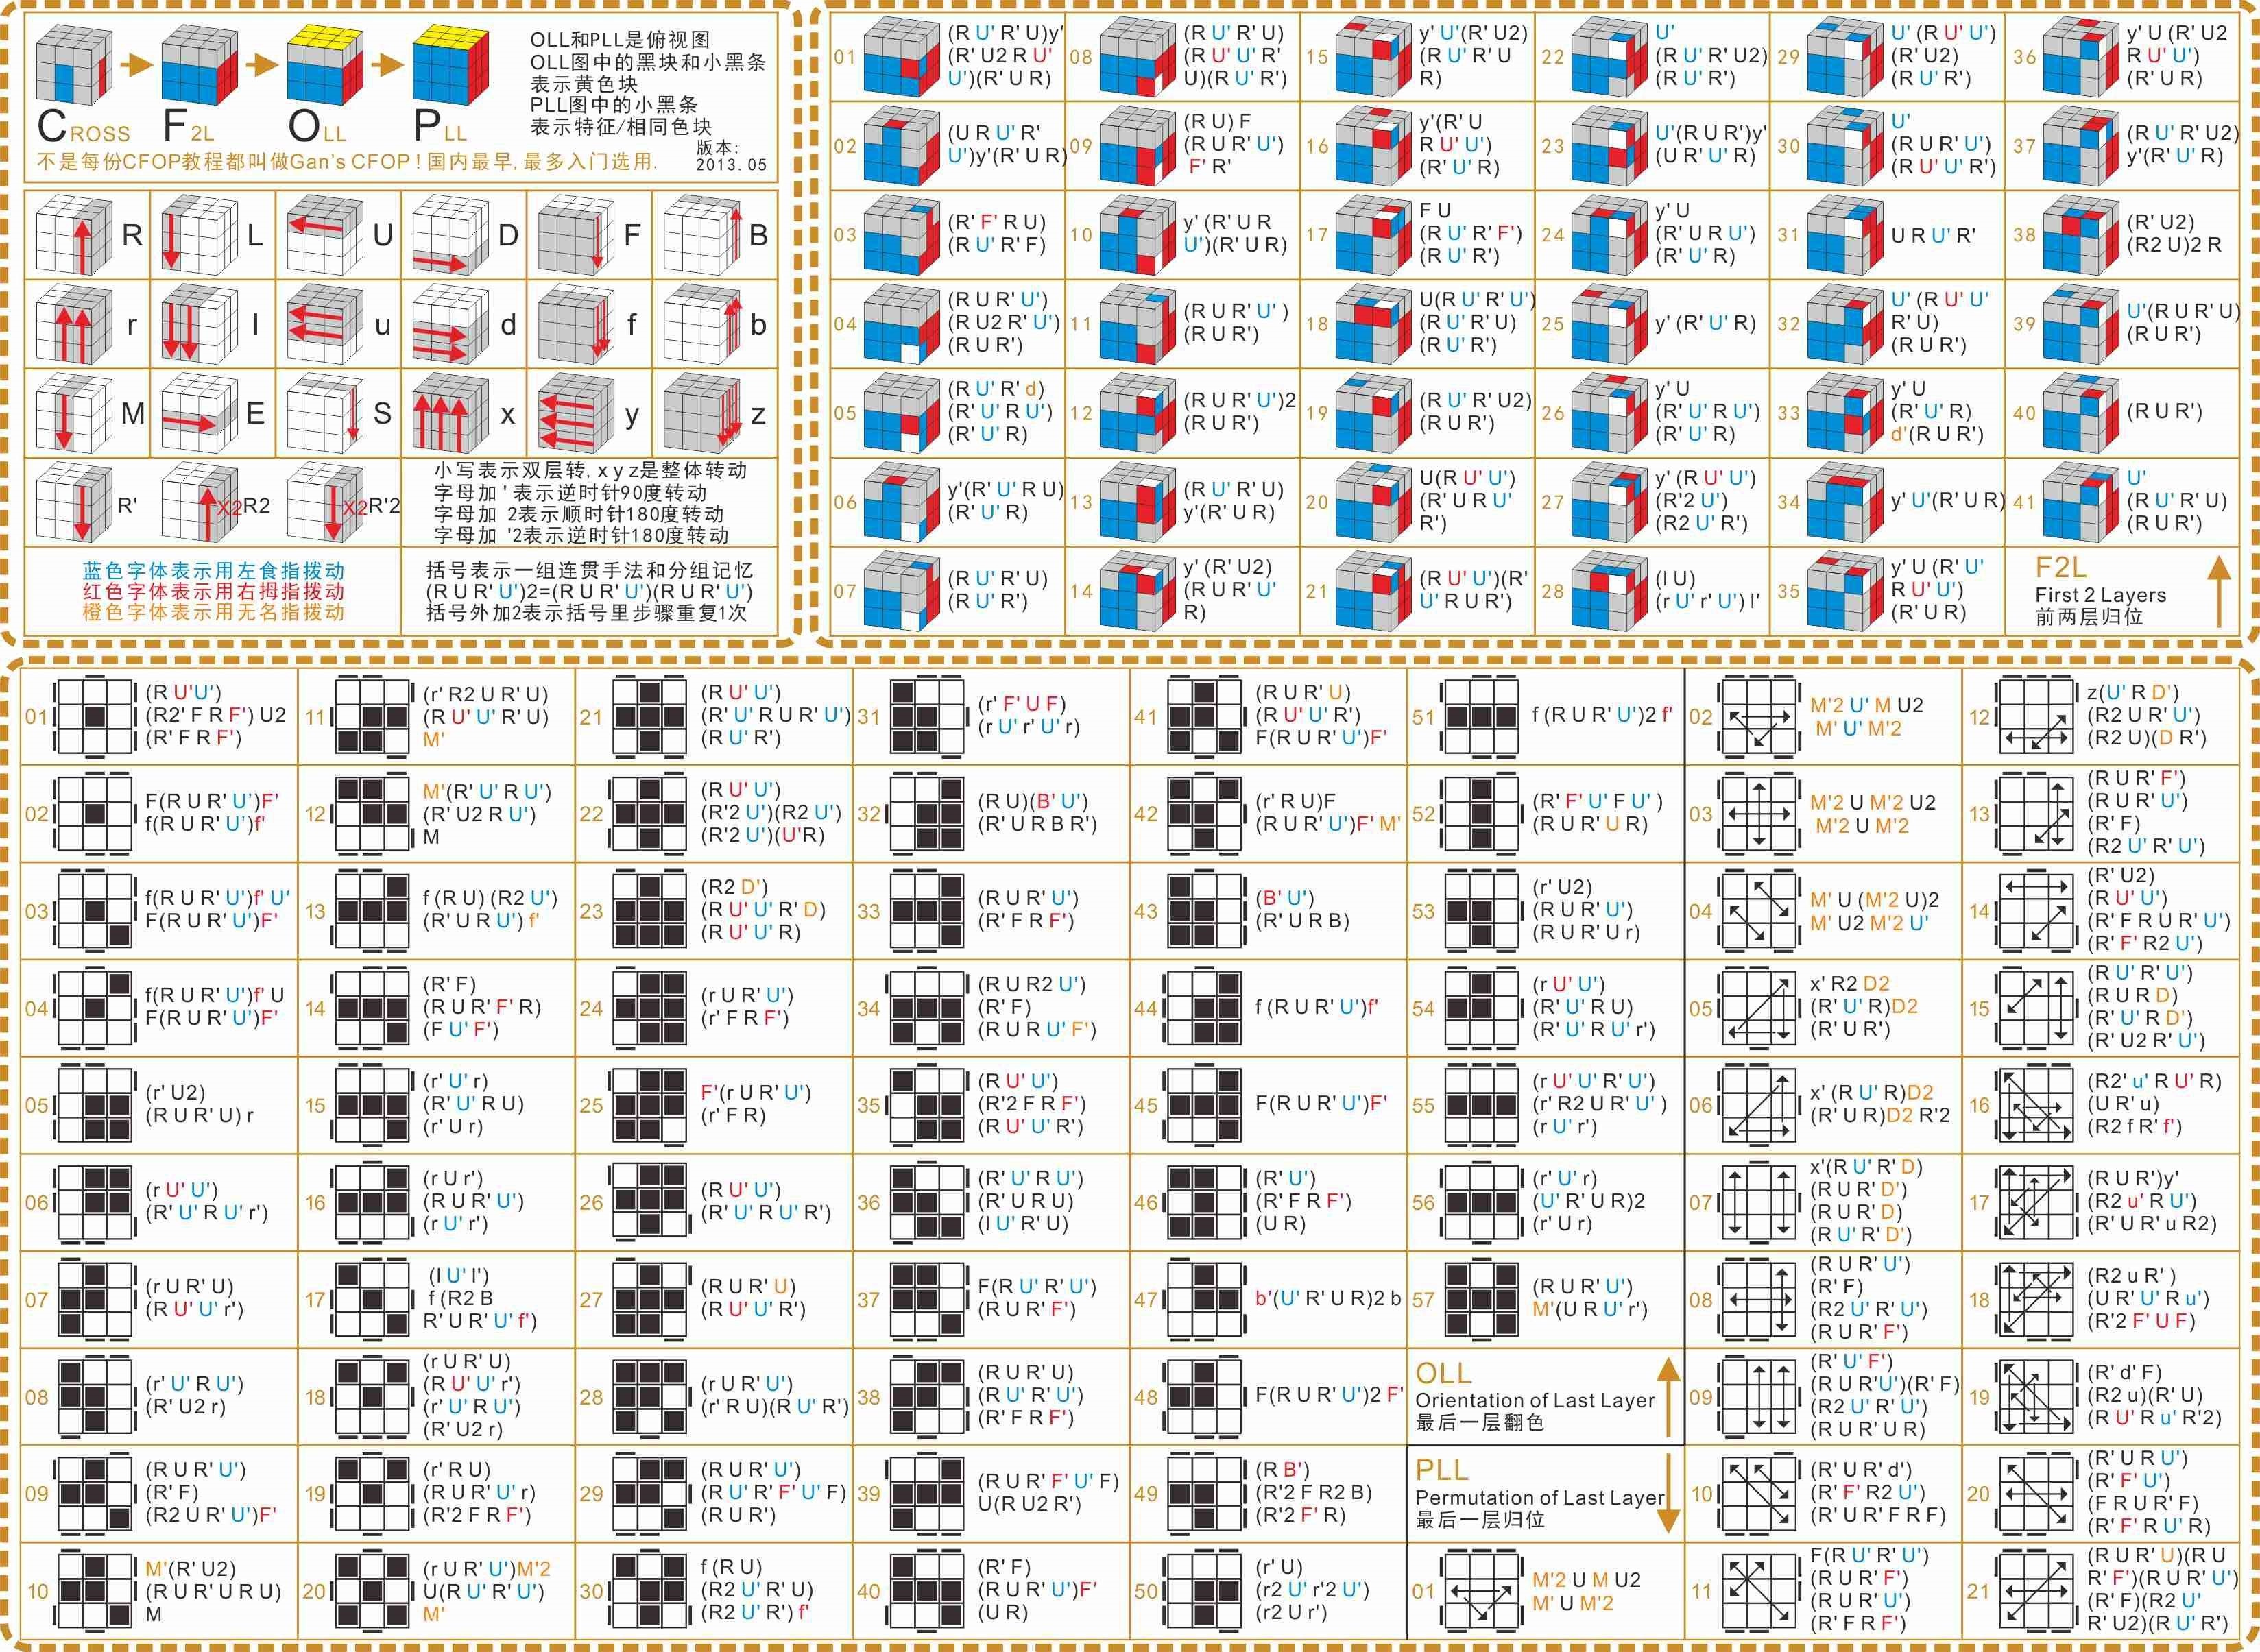 OLL和PLL是俯视图
OLL图中的黑块和小黑条
表示黄色块
PLL图中的小黑条
表示特征/相同色块
CROSS
F2L
OLL
PLL
不是每份CFOP教程都叫做Gan's CFOP!国内最早,最多入门选用.
版本:
2013.05
R
L
U
D
F
B
r
l
u
d
f
b
M
E
S
x
y
z
R'
X2R2
X2R'2
小写表示双层转,x y z是整体转动
字母加 ' 表示逆时针90度转动
字母加 2表示顺时针180度转动
字母加 '2表示逆时针180度转动
蓝色字体表示用左食指拨动
红色字体表示用右拇指拨动
橙色字体表示用无名指拨动
括号表示一组连贯手法和分组记忆
(R U R' U')2=(R U R' U')(R U R' U')
括号外加2表示括号里步骤重复1次
01
(R U' R' U)y'
(R' U2 R U'
U')(R' U R)
02
(U R U' R'
U')y'(R' U R)
03
(R' F' R U)
(R U' R' F)
04
(R U R' U')
(R U2 R' U')
(R U R')
05
(R U' R' d)
(R' U' R U')
(R' U' R)
06
y'(R' U' R U)
(R' U' R)
07
(R U' R' U)
(R U' R')
08
(R U' R' U)
(R U' U' R'
U)(R U' R')
09
(R U) F
(R U R' U')
F' R'
10
y' (R' U R
U')(R' U R)
11
(R U R' U' )
(R U R')
12
(R U R' U')2
(R U R')
13
(R U' R' U)
y'(R' U R)
14
y' (R' U2)
(R U R' U'
R)
15
y' U'(R' U2)
(R U' R' U
R)
16
y'(R' U
R U' U')
(R' U' R)
17
F U
(R U' R' F')
(R U' R')
18
U(R U' R' U')
(R U' R' U)
(R U' R')
19
(R U' R' U2)
(R U R')
20
U(R U' U')
(R' U R U'
R')
21
(R U' U')(R'
U' R U R')
22
U'
(R U' R' U2)
(R U' R')
23
U'(R U R')y'
(U R' U' R)
24
y' U
(R' U R U')
(R' U' R)
25
y' (R' U' R)
26
y' U
(R' U' R U')
(R' U' R)
27
y' (R U' U')
(R'2 U')
(R2 U' R')
28
(l U)
(r U' r' U') l'
29
U' (R U' U')
(R' U2)
(R U' R')
30
U'
(R U R' U')
(R U' U' R')
31
U R U' R'
32
U' (R U' U'
R' U)
(R U R')
33
y' U
(R' U' R)
d'(R U R')
34
y' U'(R' U R)
35
y' U (R' U'
R U' U')
(R' U R)
36
y' U (R' U2
R U' U')
(R' U R)
37
(R U' R' U2)
y'(R' U' R)
38
(R' U2)
(R2 U)2 R
39
U'(R U R' U)
(R U R')
40
(R U R')
41
U'
(R U' R' U)
(R U R')
F2L
First 2 Layers
前两层归位
01
(R U'U')
(R2' F R F') U2
(R' F R F')
02
F(R U R' U')F'
f(R U R' U')f'
03
f(R U R' U')f' U'
F(R U R' U')F'
04
f(R U R' U')f' U
F(R U R' U')F'
05
(r' U2)
(R U R' U) r
06
(r U' U')
(R' U' R U' r')
07
(r U R' U)
(R U' U' r')
08
(r' U' R U')
(R' U2 r)
09
(R U R' U')
(R' F)
(R2 U R' U')F'
10
M'(R' U2)
(R U R' U R U)
M
11
(r' R2 U R' U)
(R U' U' R' U)
M'
12
M'(R' U' R U')
(R' U2 R U')
M
13
f (R U) (R2 U')
(R' U R U') f'
14
(R' F)
(R U R' F' R)
(F U' F')
15
(r' U' r)
(R' U' R U)
(r' U r)
16
(r U r')
(R U R' U')
(r U' r')
17
(l U' l')
f (R2 B
R' U R' U' f')
18
(r U R' U)
(R U' U' r')
(r' U' R U')
(R' U2 r)
19
(r' R U)
(R U R' U' r)
(R'2 F R F')
20
(r U R' U')M'2
U(R U' R' U')
M'
21
(R U' U')
(R' U' R U R' U')
(R U' R')
22
(R U' U')
(R'2 U')(R2 U')
(R'2 U')(U'R)
23
(R2 D')
(R U' U' R' D)
(R U' U' R)
24
(r U R' U')
(r' F R F')
25
F'(r U R' U')
(r' F R)
26
(R U' U')
(R' U' R U' R')
27
(R U R' U)
(R U' U' R')
28
(r U R' U')
(r' R U)(R U' R')
29
(R U R' U')
(R U' R' F' U' F)
(R U R')
30
f (R U)
(R2 U' R' U)
(R2 U' R') f'
31
(r' F' U F)
(r U' r' U' r)
32
(R U)(B' U')
(R' U R B R')
33
(R U R' U')
(R' F R F')
34
(R U R2 U')
(R' F)
(R U R U' F')
35
(R U' U')
(R'2 F R F')
(R U' U' R')
36
(R' U' R U')
(R' U R U)
(l U' R' U)
37
F(R U' R' U')
(R U R' F')
38
(R U R' U)
(R U' R' U')
(R' F R F')
39
(R U R' F' U' F)
U(R U2 R')
40
(R' F)
(R U R' U')F'
(U R)
41
(R U R' U)
(R U' U' R')
F(R U R' U')F'
42
(r' R U)F
(R U R' U')F' M'
43
(B' U')
(R' U R B)
44
f (R U R' U')f'
45
F(R U R' U')F'
46
(R' U')
(R' F R F')
(U R)
47
b'(U' R' U R)2 b
48
F(R U R' U')2 F'
49
(R B')
(R'2 F R2 B)
(R'2 F' R)
50
(r' U)
(r2 U' r'2 U')
(r2 U r')
51
f (R U R' U')2 f'
52
(R' F' U' F U' )
(R U R' U R)
53
(r' U2)
(R U R' U')
(R U R' U r)
54
(r U' U')
(R' U' R U)
(R' U' R U' r')
55
(r U' U' R' U')
(r' R2 U R' U' )
(r U' r')
56
(r' U' r)
(U' R' U R)2
(r' U r)
57
(R U R' U')
M'(U R U' r')
OLL
Orientation of Last Layer
最后一层翻色
PLL
Permutation of Last Layer
最后一层归位
01
M'2 U M U2
M' U M'2
02
M'2 U' M U2
M' U' M'2
03
M'2 U M'2 U2
M'2 U M'2
04
M' U (M'2 U)2
M' U2 M'2 U'
05
x' R2 D2
(R' U' R)D2
(R' U R')
06
x' (R U' R)D2
(R' U R)D2 R'2
07
x'(R U' R' D)
(R U R' D')
(R U R' D)
(R U' R' D')
08
(R U R' U')
(R' F)
(R2 U' R' U')
(R U R' F')
09
(R' U' F')
(R U R'U')(R' F)
(R2 U' R' U')
(R U R'U R)
10
(R' U R' d')
(R' F' R2 U')
(R' U R' F R F)
11
F(R U' R' U')
(R U R' F')
(R U R' U')
(R' F R F')
12
z(U' R D')
(R2 U R' U')
(R2 U)(D R')
13
(R U R' F')
(R U R' U')
(R' F)
(R2 U' R' U')
14
(R' U2)
(R U' U')
(R' F R U R' U')
(R' F' R2 U')
15
(R U' R' U')
(R U R D)
(R' U' R D')
(R' U2 R' U')
16
(R2' u' R U' R)
(U R' u)
(R2 f R' f')
17
(R U R')y'
(R2 u' R U')
(R' U R' u R2)
18
(R2 u R' )
(U R' U' R u')
(R'2 F' U F)
19
(R' d' F)
(R2 u)(R' U)
(R U' R u' R'2)
20
(R' U R U')
(R' F' U')
(F R U R' F)
(R' F' R U' R)
21
(R U R' U)(R U
R' F')(R U R' U')
(R' F)(R2 U'
R' U2)(R U' R')